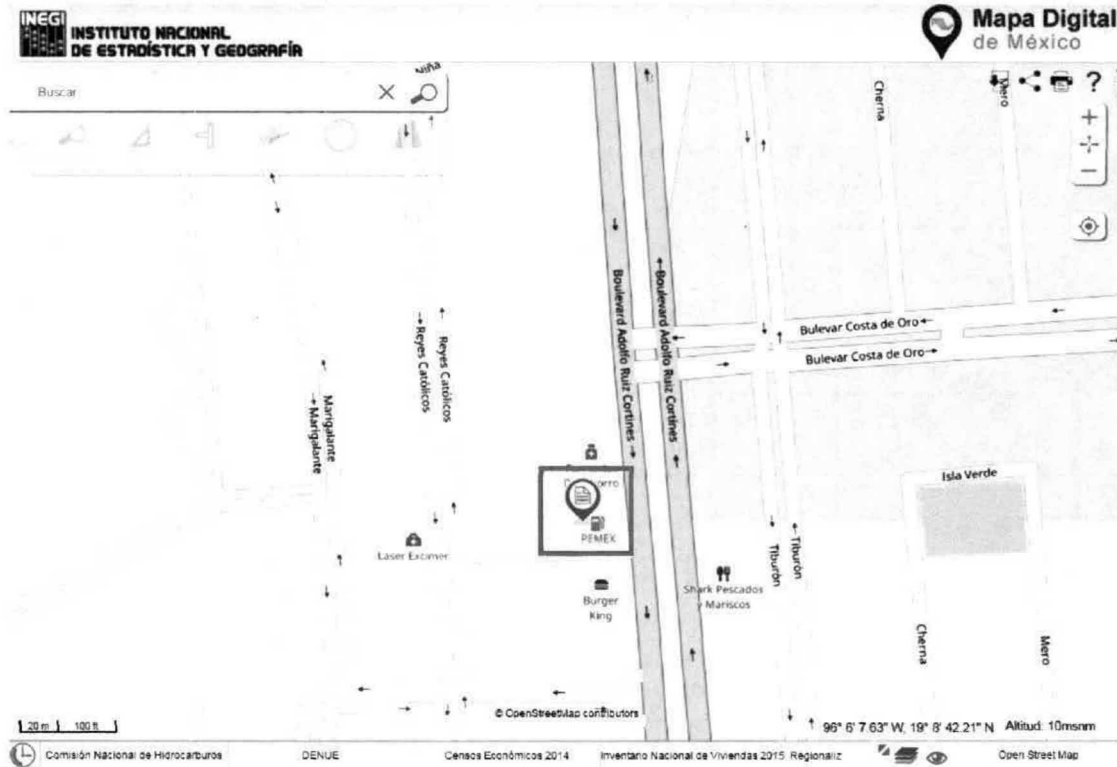 INEGI
INSTITUTO NACIONAL
DE ESTADÍSTICA Y GEOGRAFÍA
Mapa Digital
de México
Niña
Buscar
Cherna
Mero
?
+
−
Boulevard Adolfo Ruiz Cortines
Boulevard Adolfo Ruiz Cortines
Bulevar Costa de Oro
Bulevar Costa de Oro
Reyes Católicos
Reyes Católicos
Marigalante
Marigalante
Isla Verde
PEMEX
Laser Excimer
Tiburón
Tiburón
Burger
King
Shark Pescados
y Mariscos
Cherna
Mero
20 m
100 ft
© OpenStreetMap contributors
96° 6' 7.63" W, 19° 8' 42.21" N Altitud: 10msnm
Comisión Nacional de Hidrocarburos
DENUE
Censos Económicos 2014
Inventario Nacional de Viviendas 2015
Regionaliz
Open Street Map